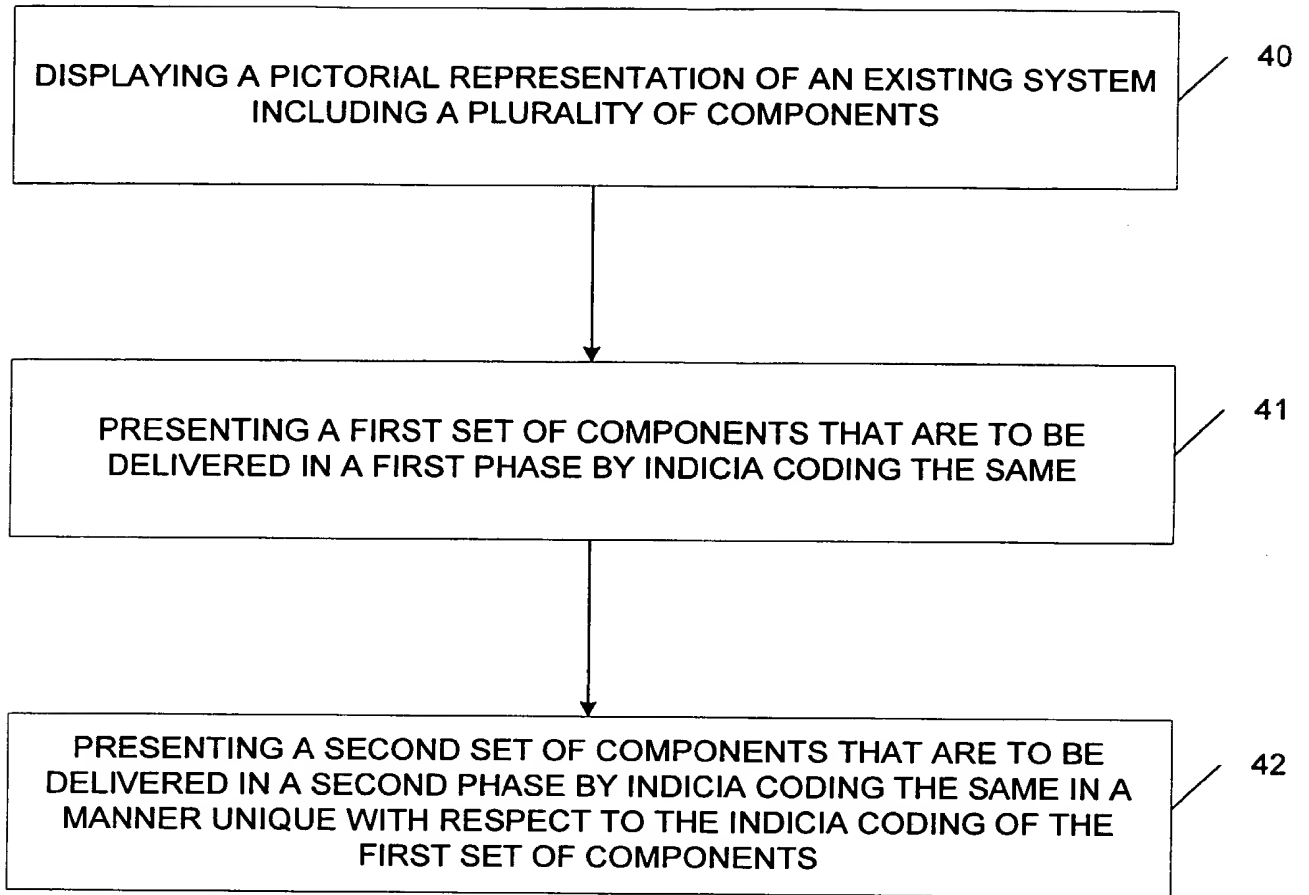 DISPLAYING A PICTORIAL REPRESENTATION OF AN EXISTING SYSTEM
INCLUDING A PLURALITY OF COMPONENTS
40
PRESENTING A FIRST SET OF COMPONENTS THAT ARE TO BE
DELIVERED IN A FIRST PHASE BY INDICIA CODING THE SAME
41
PRESENTING A SECOND SET OF COMPONENTS THAT ARE TO BE
DELIVERED IN A SECOND PHASE BY INDICIA CODING THE SAME IN A
MANNER UNIQUE WITH RESPECT TO THE INDICIA CODING OF THE
FIRST SET OF COMPONENTS
42